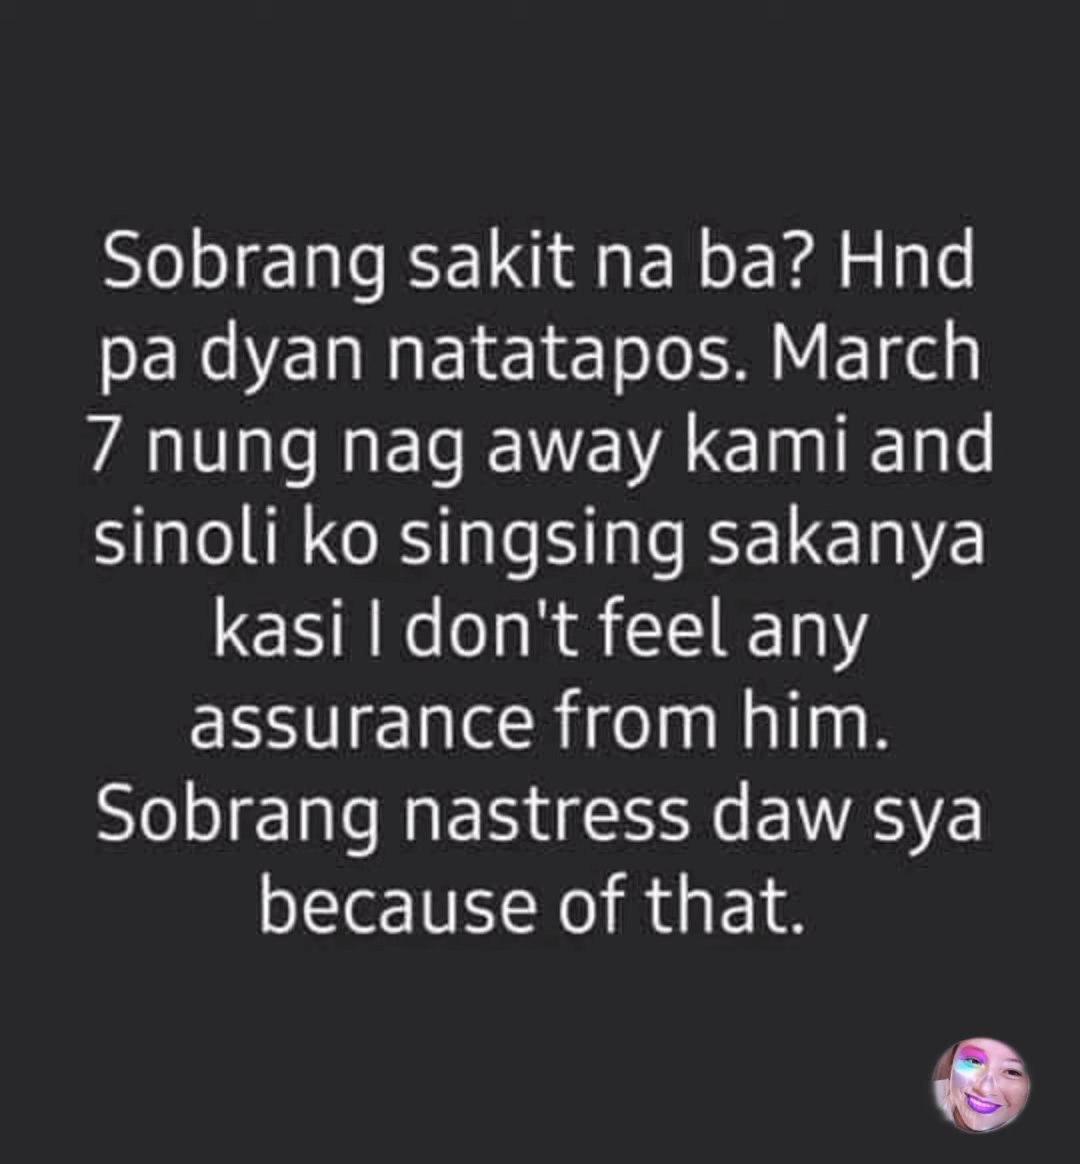 Sobrang sakit na ba? Hnd
pa dyan natatapos. March
7 nung nag away kami and
sinoli ko singsing sakanya
kasi I don't feel any
assurance from him.
Sobrang nastress daw sya
because of that.